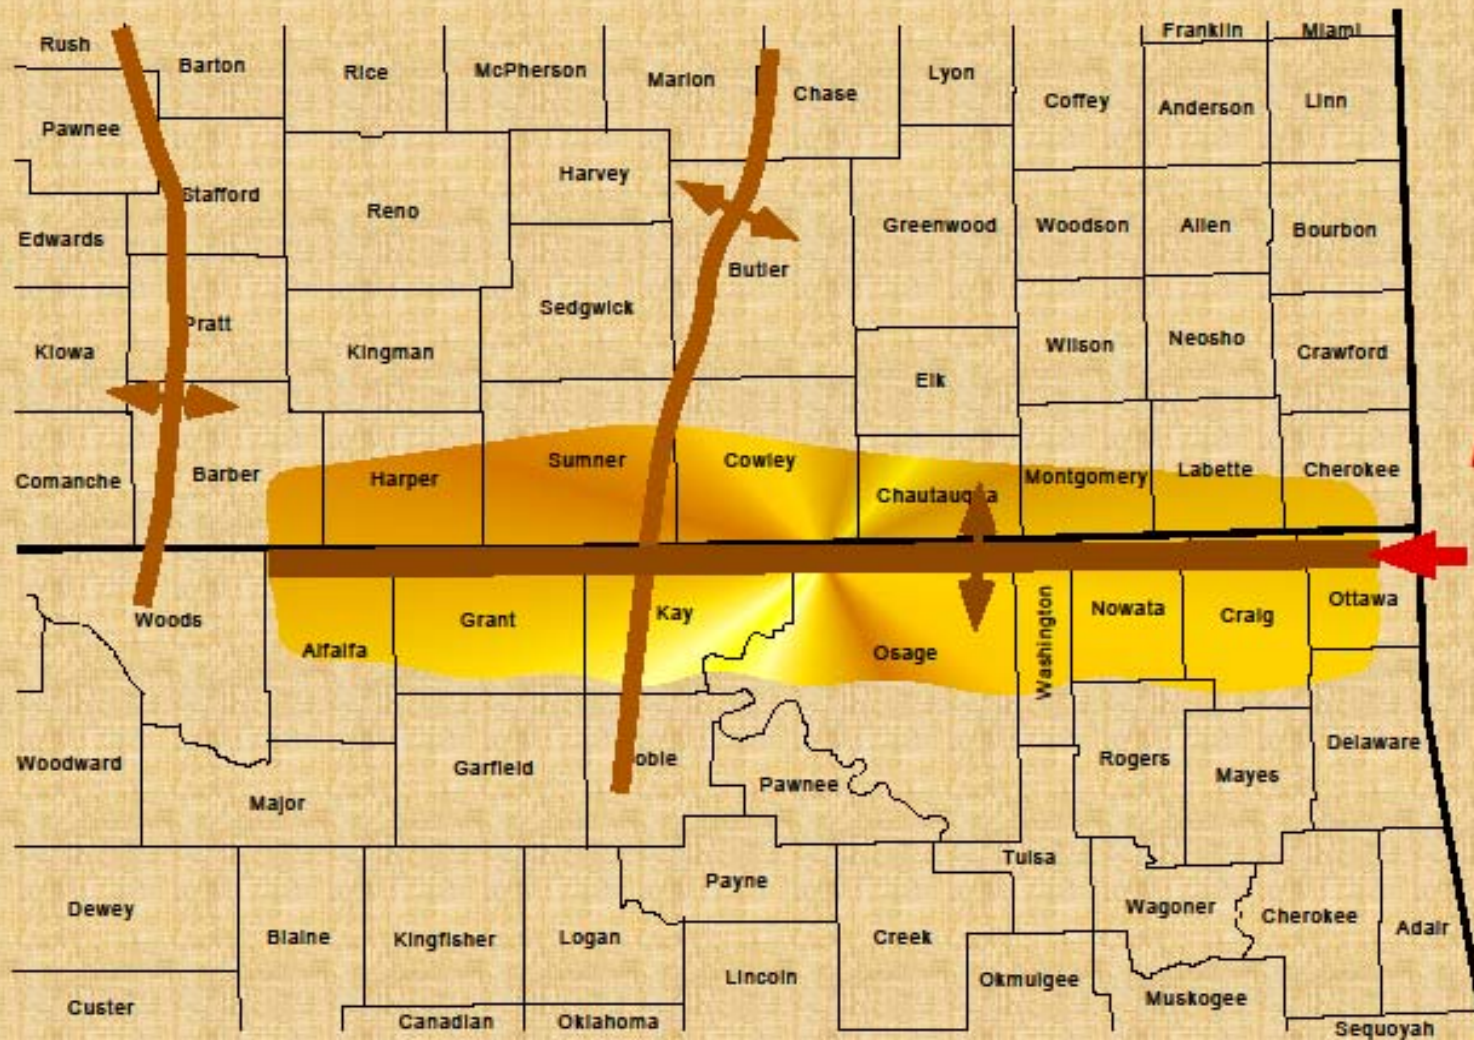 Rush
Barton
Rice
McPherson
Marion
Chase
Lyon
Coffey
Franklin
Miami
Anderson
Linn
Pawnee
Stafford
Reno
Harvey
Butler
Greenwood
Woodson
Allen
Bourbon
Edwards
Sedgwick
Kiowa
Pratt
Kingman
Elk
Wilson
Neosho
Crawford
Comanche
Barber
Harper
Sumner
Cowley
Chautauqua
Montgomery
Labette
Cherokee
Woods
Alfalfa
Grant
Kay
Osage
Washington
Nowata
Craig
Ottawa
Woodward
Major
Garfield
oble
Pawnee
Rogers
Mayes
Delaware
Dewey
Blaine
Kingfisher
Logan
Payne
Creek
Tulsa
Wagoner
Cherokee
Adair
Custer
Canadian
Oklahoma
Lincoln
Okmulgee
Muskogee
Sequoyah